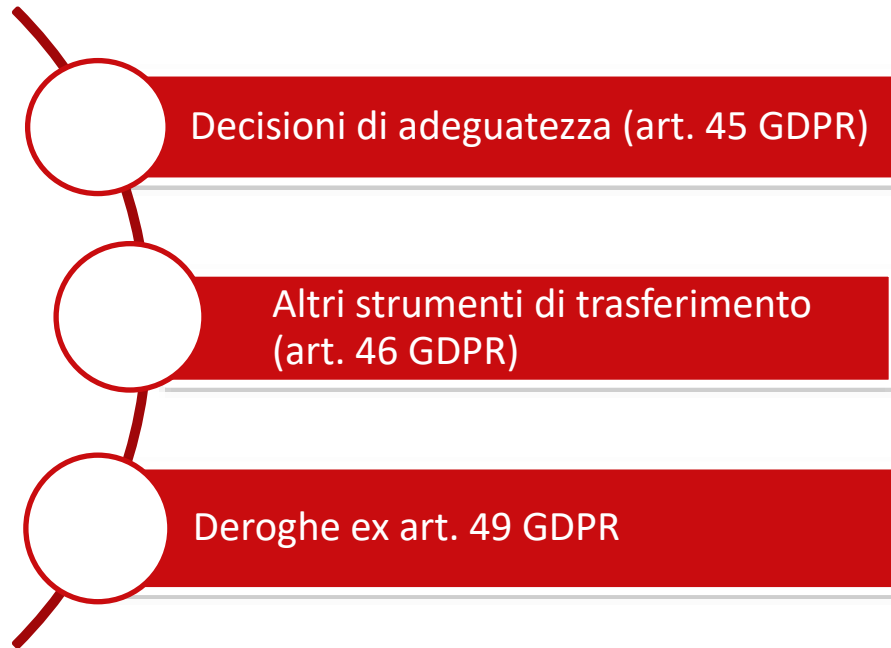 Decisioni di adeguatezza (art. 45 GDPR)
Altri strumenti di trasferimento
(art. 46 GDPR)
Deroghe ex art. 49 GDPR